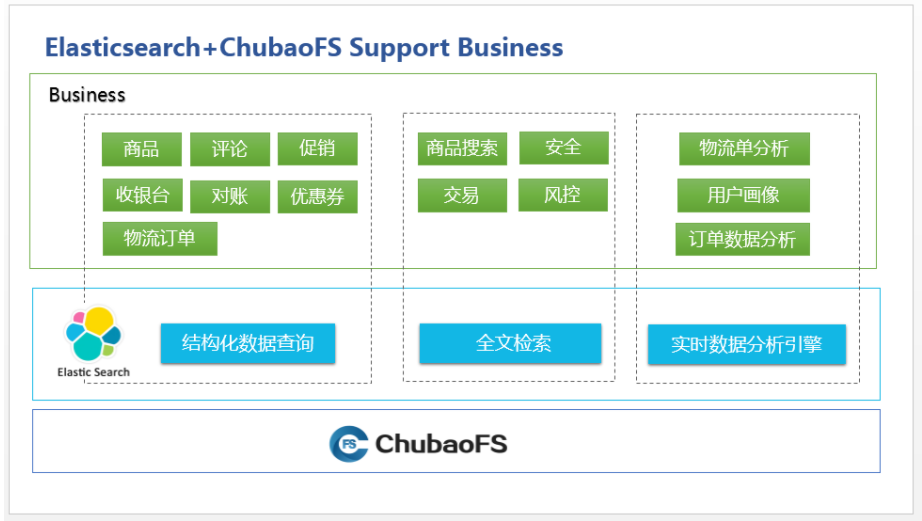 Elasticsearch+ChubaoFS Support Business
Business
商品 评论 促销
收银台 对账 优惠券
物流订单
商品搜索 安全
交易 风控
物流单分析
用户画像
订单数据分析
Elastic Search
结构化数据查询
全文检索
实时数据分析引擎
FS ChubaoFS